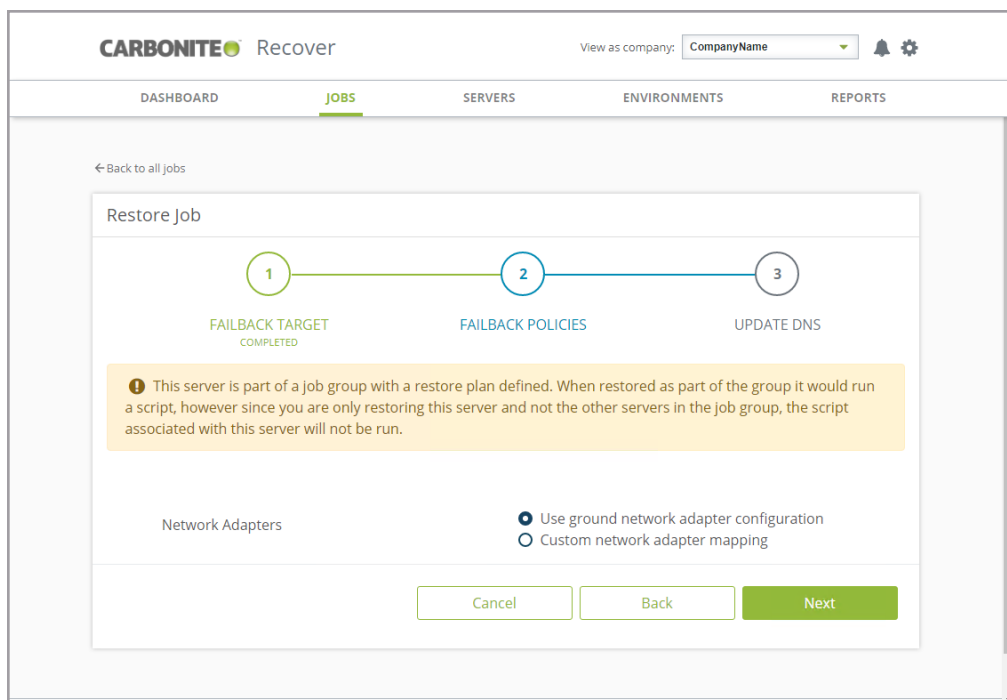 CARBONITE Recover
View as company: CompanyName
DASHBOARD JOBS SERVERS ENVIRONMENTS REPORTS
←Back to all jobs
Restore Job
1 2 3
FAILBACK TARGET FAILBACK POLICIES UPDATE DNS
COMPLETED
This server is part of a job group with a restore plan defined. When restored as part of the group it would run
a script, however since you are only restoring this server and not the other servers in the job group, the script
associated with this server will not be run.
Network Adapters
Use ground network adapter configuration
Custom network adapter mapping
Cancel Back Next